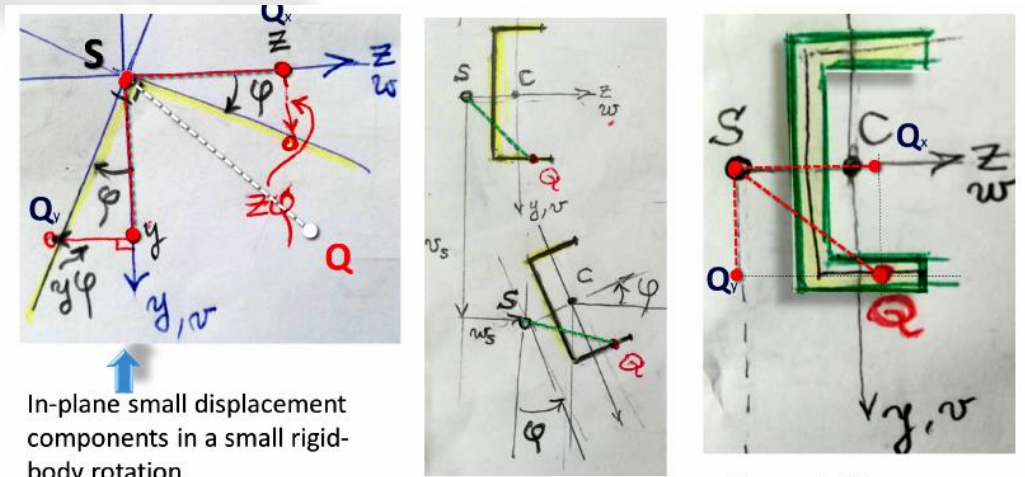 Qx
S
Z
Z
w
φ
φ
Qy
y
zφ
yφ
Q
y, v
In-plane small displacement
components in a small rigid-
body rotation
S
C
z
w
Q
y, v
vs
C
φ
S
ws
Q
φ
S
C
Qx
Z
w
Qy
Q
y, v